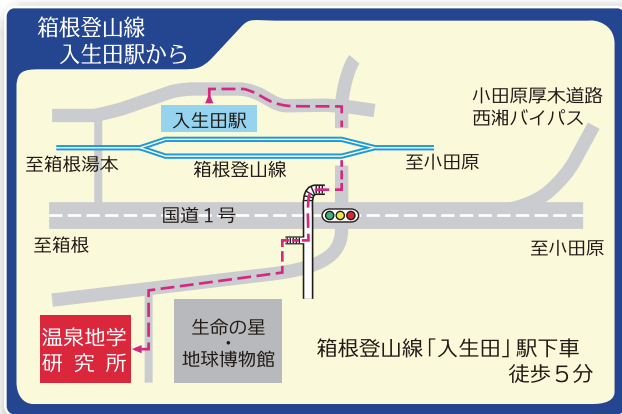 箱根登山線
入生田駅から
小田原厚木道路
西湘バイパス
入生田駅
至箱根湯本
箱根登山線
至小田原
国道1号
至箱根
至小田原
温泉地学
研究所
生命の星
・
地球博物館
箱根登山線「入生田」駅下車
徒歩5分